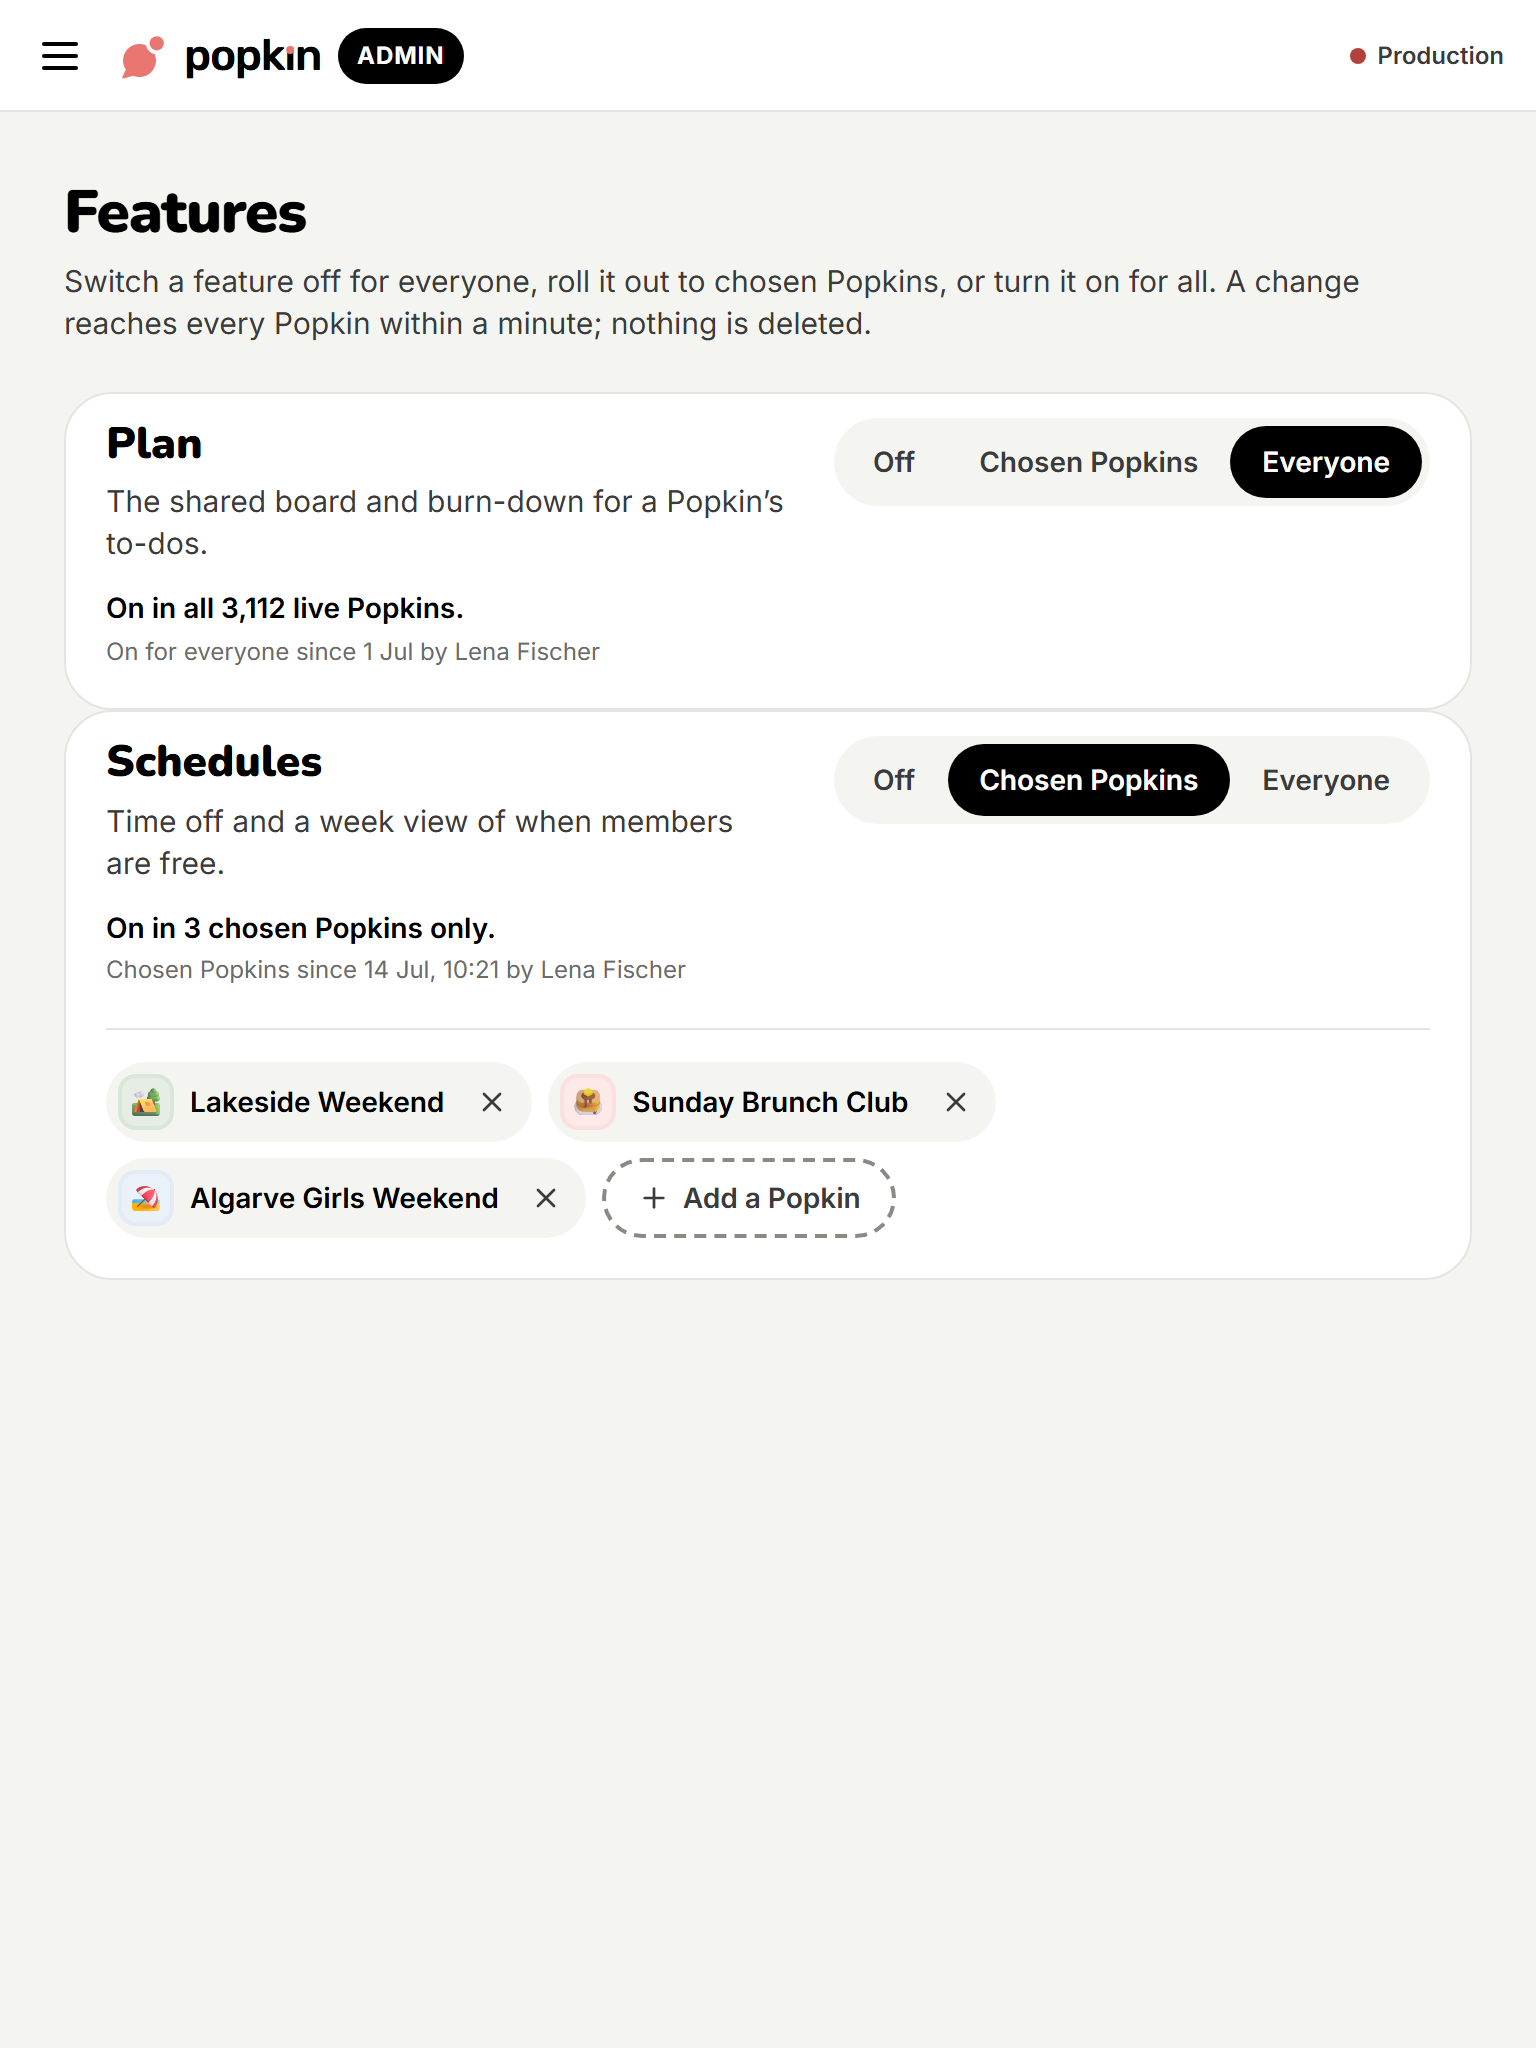 popkin ADMIN
Production
Features
Switch a feature off for everyone, roll it out to chosen Popkins, or turn it on for all. A change
reaches every Popkin within a minute; nothing is deleted.
Plan
Off Chosen Popkins Everyone
The shared board and burn-down for a Popkin’s
to-dos.
On in all 3,112 live Popkins.
On for everyone since 1 Jul by Lena Fischer
Schedules
Off Chosen Popkins Everyone
Time off and a week view of when members
are free.
On in 3 chosen Popkins only.
Chosen Popkins since 14 Jul, 10:21 by Lena Fischer
Lakeside Weekend
Sunday Brunch Club
Algarve Girls Weekend
Add a Popkin